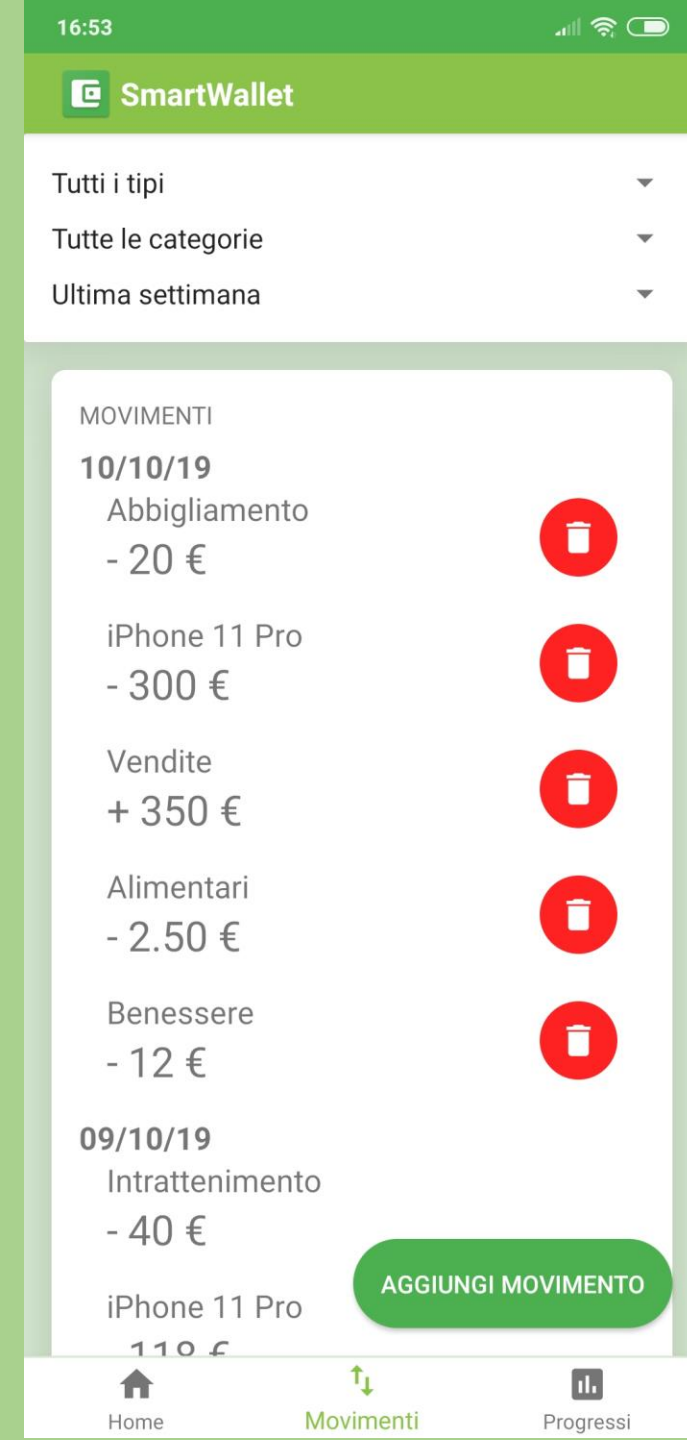 16:53
SmartWallet
Tutti i tipi
Tutte le categorie
Ultima settimana
MOVIMENTI
10/10/19
Abbigliamento
- 20 €
iPhone 11 Pro
- 300 €
Vendite
+ 350 €
Alimentari
- 2.50 €
Benessere
- 12 €
09/10/19
Intrattenimento
- 40 €
AGGIUNGI MOVIMENTO
iPhone 11 Pro
118 €
Home
Movimenti
Progressi